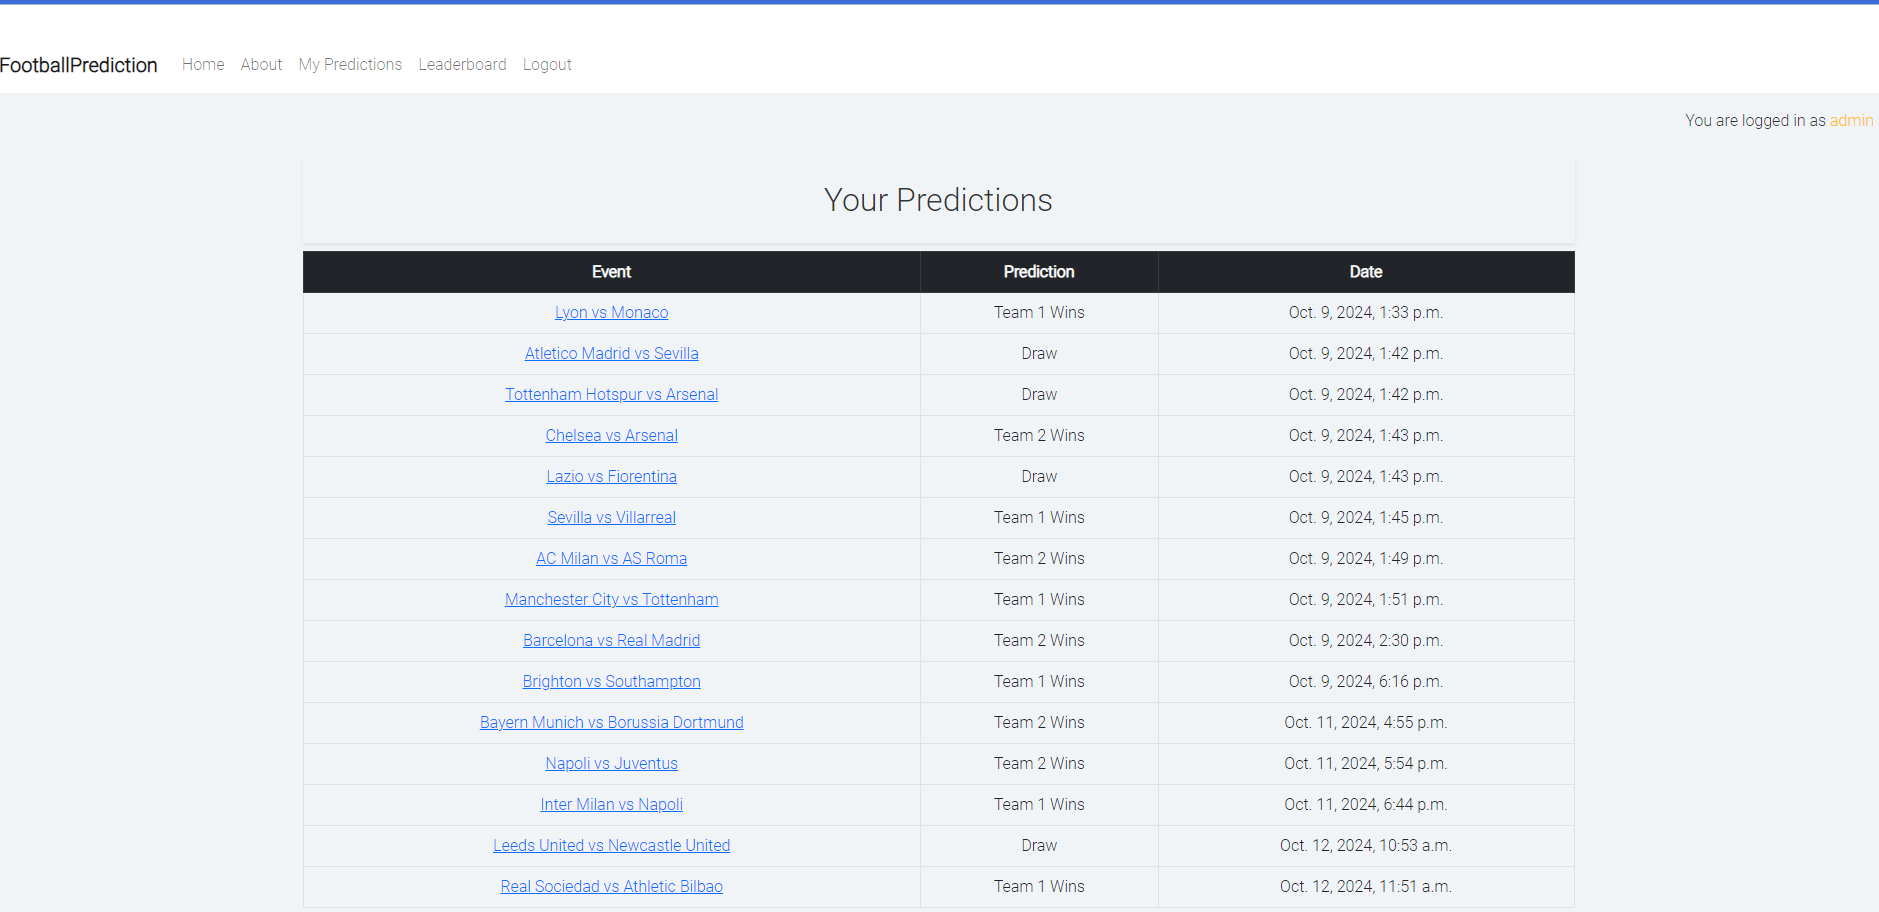 FootballPrediction Home About My Predictions Leaderboard Logout
You are logged in as admin
Your Predictions
Event Prediction Date
Lyon vs Monaco Team 1 Wins Oct. 9, 2024, 1:33 p.m.
Atletico Madrid vs Sevilla Draw Oct. 9, 2024, 1:42 p.m.
Tottenham Hotspur vs Arsenal Draw Oct. 9, 2024, 1:42 p.m.
Chelsea vs Arsenal Team 2 Wins Oct. 9, 2024, 1:43 p.m.
Lazio vs Fiorentina Draw Oct. 9, 2024, 1:43 p.m.
Sevilla vs Villarreal Team 1 Wins Oct. 9, 2024, 1:45 p.m.
AC Milan vs AS Roma Team 2 Wins Oct. 9, 2024, 1:49 p.m.
Manchester City vs Tottenham Team 1 Wins Oct. 9, 2024, 1:51 p.m.
Barcelona vs Real Madrid Team 2 Wins Oct. 9, 2024, 2:30 p.m.
Brighton vs Southampton Team 1 Wins Oct. 9, 2024, 6:16 p.m.
Bayern Munich vs Borussia Dortmund Team 2 Wins Oct. 11, 2024, 4:55 p.m.
Napoli vs Juventus Team 2 Wins Oct. 11, 2024, 5:54 p.m.
Inter Milan vs Napoli Team 1 Wins Oct. 11, 2024, 6:44 p.m.
Leeds United vs Newcastle United Draw Oct. 12, 2024, 10:53 a.m.
Real Sociedad vs Athletic Bilbao Team 1 Wins Oct. 12, 2024, 11:51 a.m.